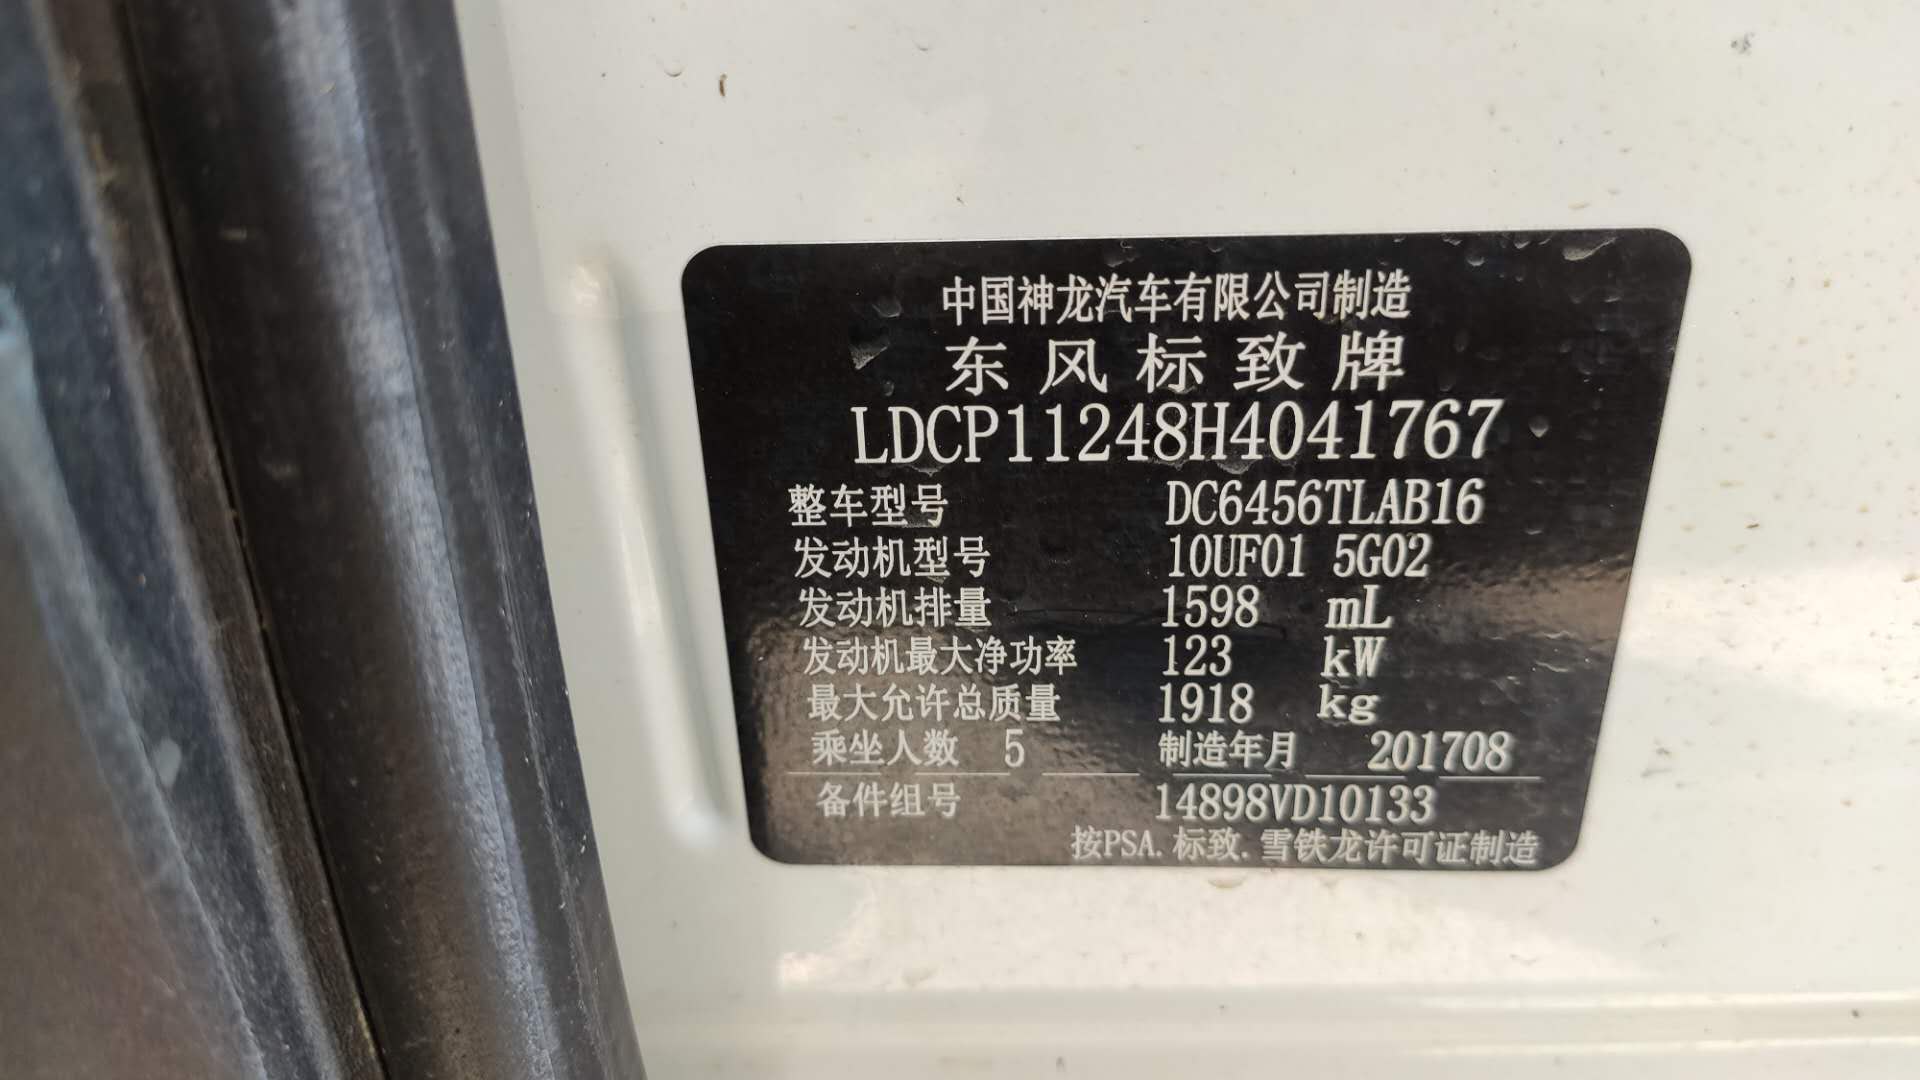 中国神龙汽车有限公司制造
东风标致牌
LDCP11248H4041767
整车型号 DC6456TLAB16
发动机型号 10UF01 5G02
发动机排量 1598 mL
发动机最大净功率 123 kW
最大允许总质量 1918 kg
乘坐人数 5 制造年月 201708
备件组号 14898VD10133
按PSA.标致.雪铁龙许可证制造